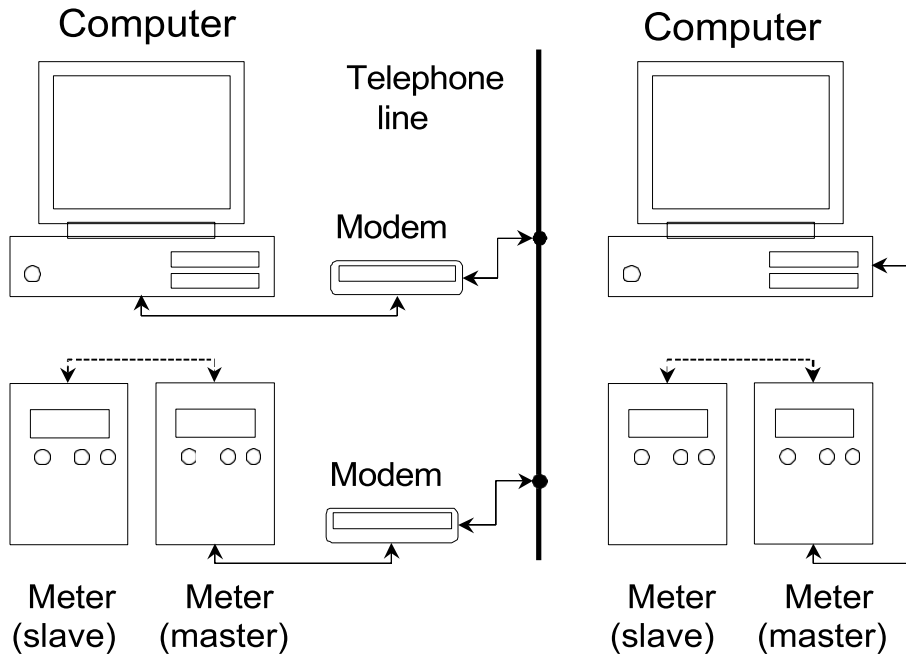 Computer
Computer
Telephone
line
Modem
Modem
Meter
(slave)
Meter
(master)
Meter
(slave)
Meter
(master)